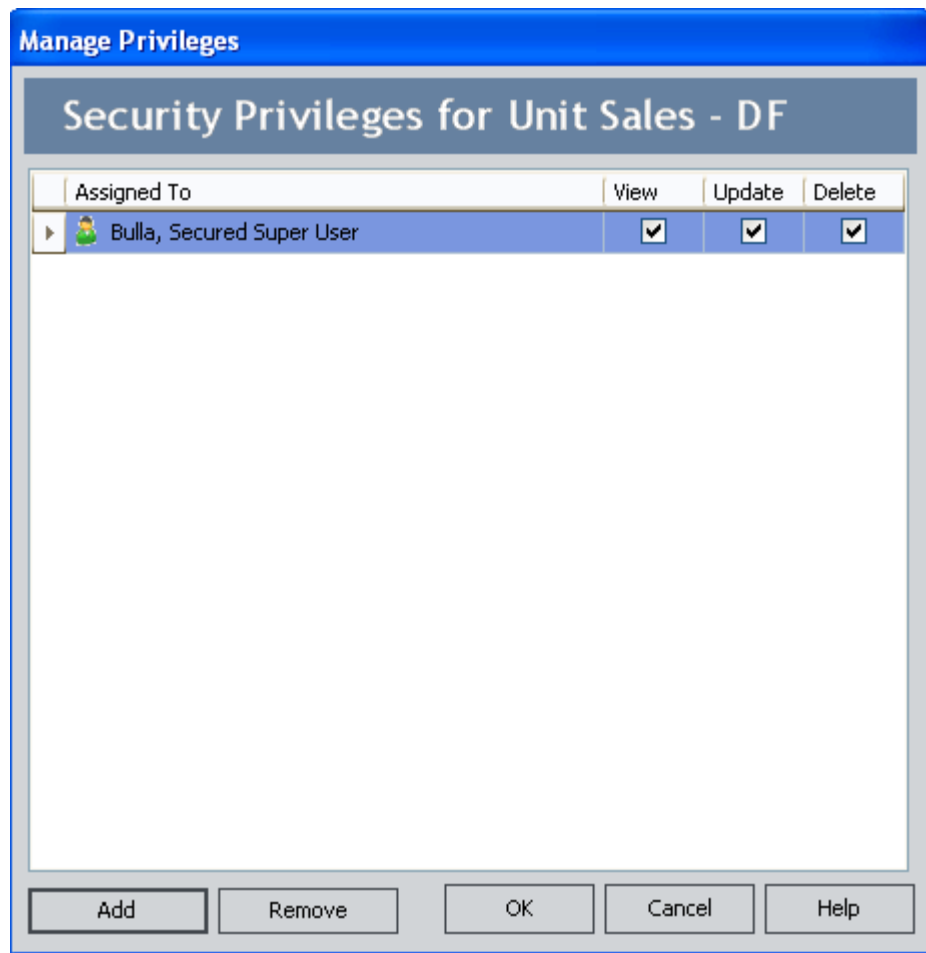 Manage Privileges
Security Privileges for Unit Sales - DF
Assigned To View Update Delete
Bulla, Secured Super User
Add Remove OK Cancel Help